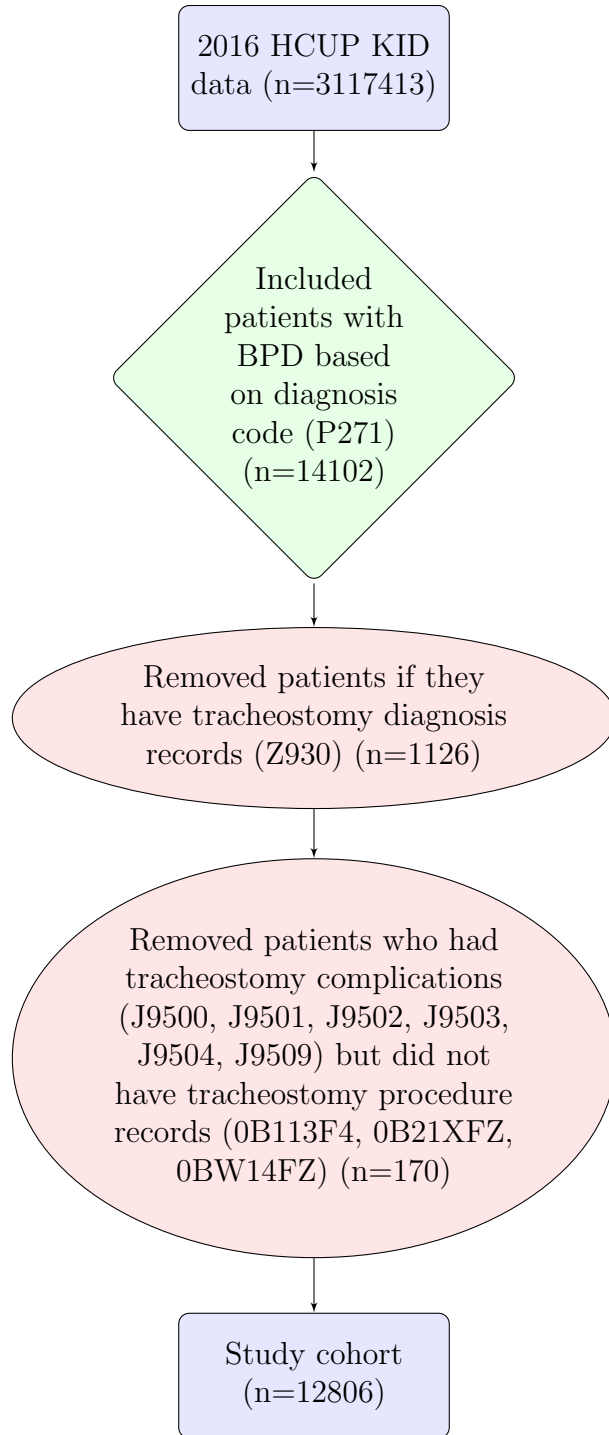 2016 HCUP KID
data (n=3117413)
Included
patients with
BPD based
on diagnosis
code (P271)
(n=14102)
Removed patients if they
have tracheostomy diagnosis
records (Z930) (n=1126)
Removed patients who had
tracheostomy complications
(J9500, J9501, J9502, J9503,
J9504, J9509) but did not
have tracheostomy procedure
records (0B113F4, 0B21XFZ,
0BW14FZ) (n=170)
Study cohort
(n=12806)